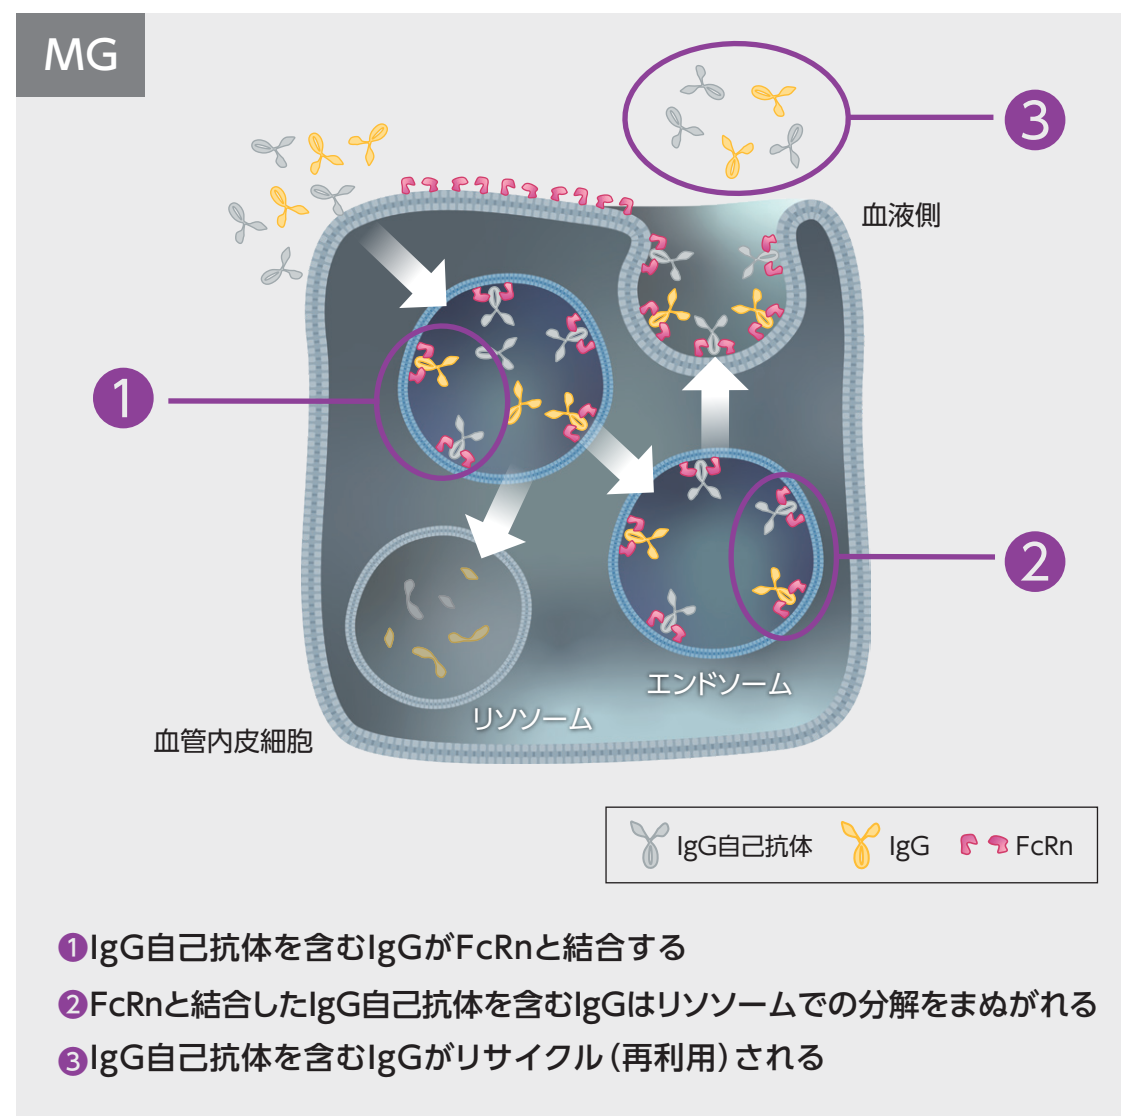 MG
3
血液側
1
2
エンドソーム
リソソーム
血管内皮細胞
IgG自己抗体 IgG FcRn
❶IgG自己抗体を含むIgGがFcRnと結合する
❷FcRnと結合したIgG自己抗体を含むIgGはリソソームでの分解をまぬがれる
❸IgG自己抗体を含むIgGがリサイクル（再利用）される